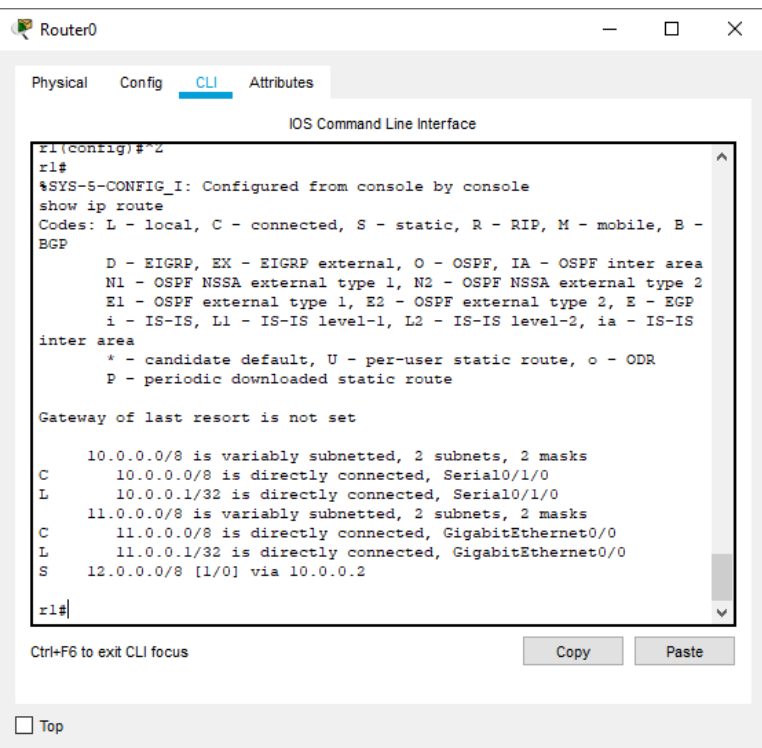 Router0
Physical Config CLI Attributes
IOS Command Line Interface
r1(config)#^Z
r1#
%SYS-5-CONFIG_I: Configured from console by console
show ip route
Codes: L - local, C - connected, S - static, R - RIP, M - mobile, B -
BGP
D - EIGRP, EX - EIGRP external, O - OSPF, IA - OSPF inter area
N1 - OSPF NSSA external type 1, N2 - OSPF NSSA external type 2
E1 - OSPF external type 1, E2 - OSPF external type 2, E - EGP
i - IS-IS, L1 - IS-IS level-1, L2 - IS-IS level-2, ia - IS-IS
inter area
* - candidate default, U - per-user static route, o - ODR
P - periodic downloaded static route
Gateway of last resort is not set
10.0.0.0/8 is variably subnetted, 2 subnets, 2 masks
C 10.0.0.0/8 is directly connected, Serial0/1/0
L 10.0.0.1/32 is directly connected, Serial0/1/0
11.0.0.0/8 is variably subnetted, 2 subnets, 2 masks
C 11.0.0.0/8 is directly connected, GigabitEthernet0/0
L 11.0.0.1/32 is directly connected, GigabitEthernet0/0
S 12.0.0.0/8 [1/0] via 10.0.0.2
r1#
Ctrl+F6 to exit CLI focus
Copy Paste
Top